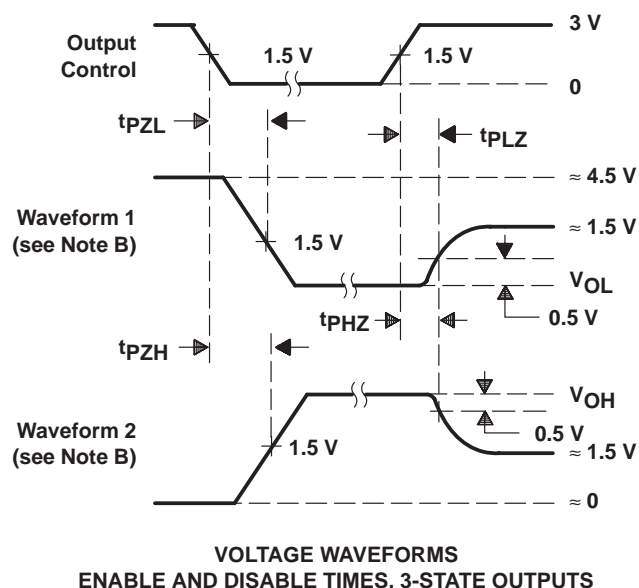 3 V
Output
Control
1.5 V
1.5 V
0
tPZL
tPLZ
≈ 4.5 V
Waveform 1
(see Note B)
1.5 V
≈ 1.5 V
VOL
0.5 V
tPHZ
tPZH
VOH
Waveform 2
(see Note B)
1.5 V
0.5 V
≈ 1.5 V
≈ 0
VOLTAGE WAVEFORMS
ENABLE AND DISABLE TIMES, 3-STATE OUTPUTS